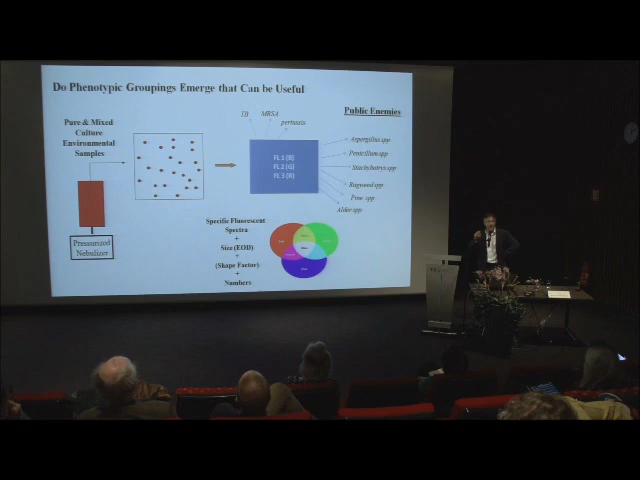 Do Phenotypic Groupings Emerge that Can be Useful
Pure & Mixed
Culture
Environmental
Samples
Pressurized
Nebulizer
TB
MRSA
pertussis
FL 1 (B)
FL 2 (G)
FL 3 (R)
Public Enemies
Aspergillus spp
Penicillum spp
Stachybotrys spp
Ragweed spp
Pine spp
Alder spp
Specific Fluorescent
Spectra
+
Size (EOD)
+
(Shape Factor)
+
Numbers